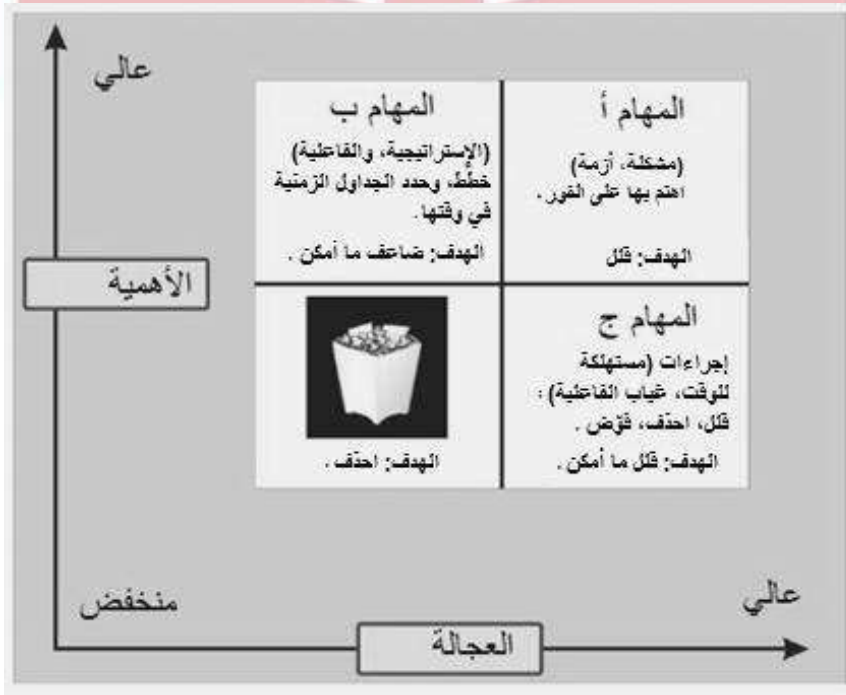 عالي
المهام أ
(مشكلة، أزمة)
اهتم بها على الفور.
الهدف: قلل
المهام ب
(الإستراتيجية، والفاعلية)
خطط، وحدد الجداول الزمنية
في وقتها.
الهدف: ضاعف ما أمكن.
الأهمية
المهام ج
إجراءات (مستهلكة
للوقت، غياب الفاعلية):
قلل، احذف، فوّض.
الهدف: قلل ما أمكن.
الهدف: احذف.
منخفض
عالي
العجالة